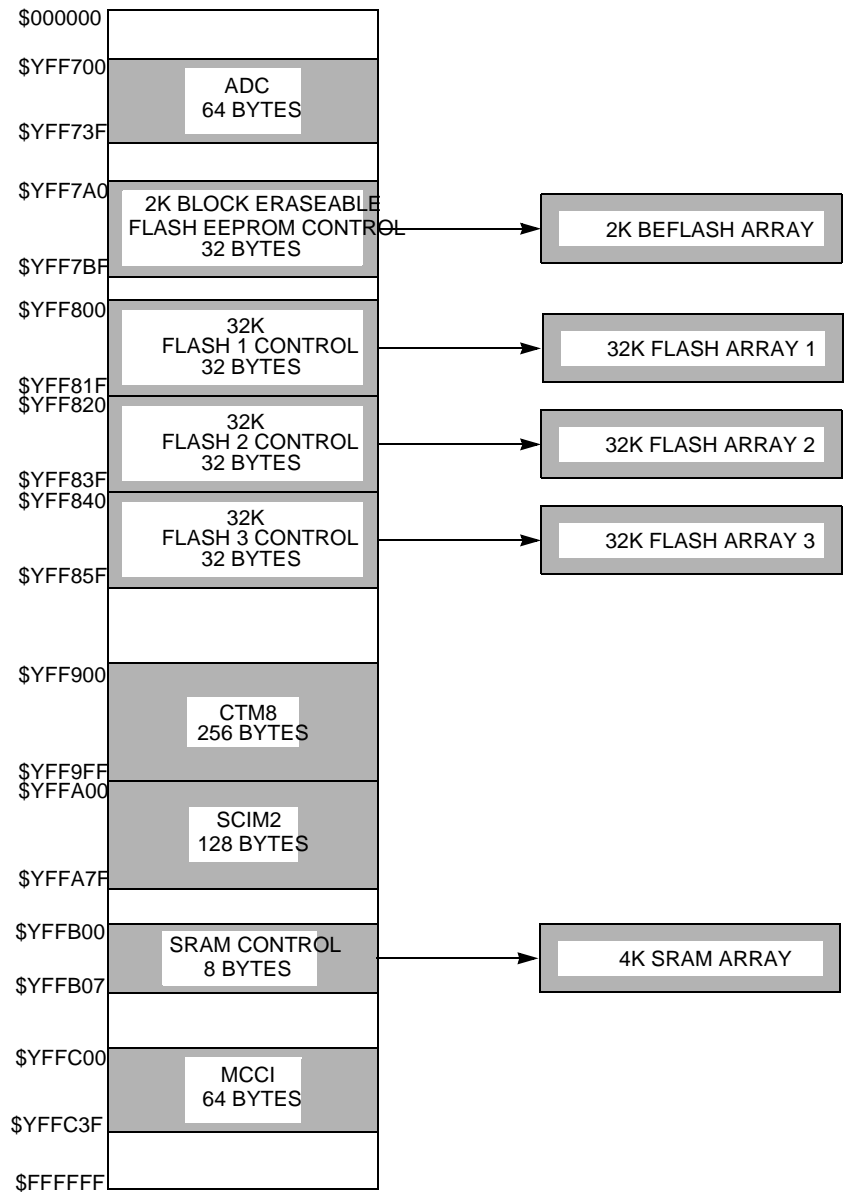 $000000
$YFF700
ADC
64 BYTES
$YFF73F
$YFF7A0
2K BLOCK ERASEABLE
FLASH EEPROM CONTROL
32 BYTES
2K BEFLASH ARRAY
$YFF7BF
$YFF800
32K
FLASH 1 CONTROL
32 BYTES
32K FLASH ARRAY 1
$YFF81F
$YFF820
32K
FLASH 2 CONTROL
32 BYTES
32K FLASH ARRAY 2
$YFF83F
$YFF840
32K
FLASH 3 CONTROL
32 BYTES
32K FLASH ARRAY 3
$YFF85F
$YFF900
CTM8
256 BYTES
$YFF9FF
$YFFA00
SCIM2
128 BYTES
$YFFA7F
$YFFB00
SRAM CONTROL
8 BYTES
4K SRAM ARRAY
$YFFB07
$YFFC00
MCCI
64 BYTES
$YFFC3F
$FFFFFF